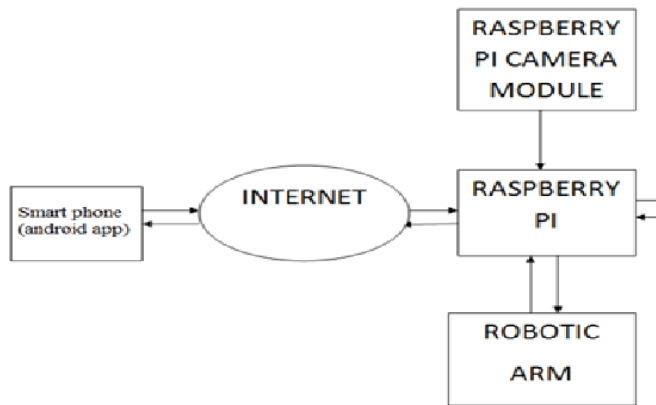 RASPBERRY
PI CAMERA
MODULE
Smart phone
(android app)
INTERNET
RASPBERRY
PI
ROBOTIC
ARM